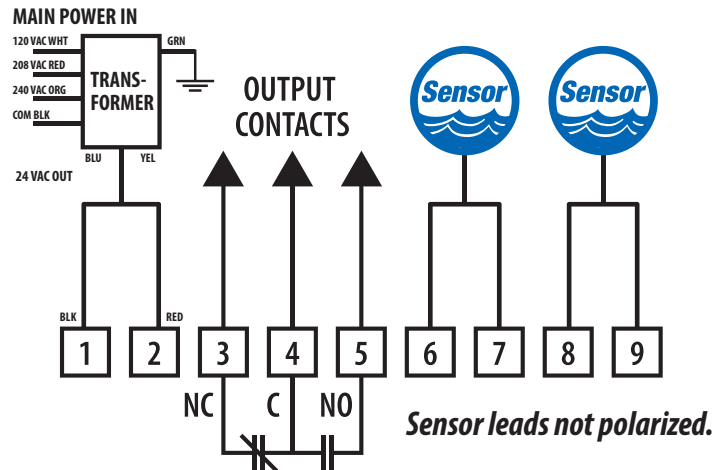 MAIN POWER IN
120 VAC WHT
GRN
208 VAC RED
240 VAC ORG
COM BLK
TRANS-
FORMER
BLU YEL
24 VAC OUT
OUTPUT
CONTACTS
Sensor
Sensor
BLK
RED
1 2 3 4 5 6 7 8 9
NC C NO
Sensor leads not polarized.